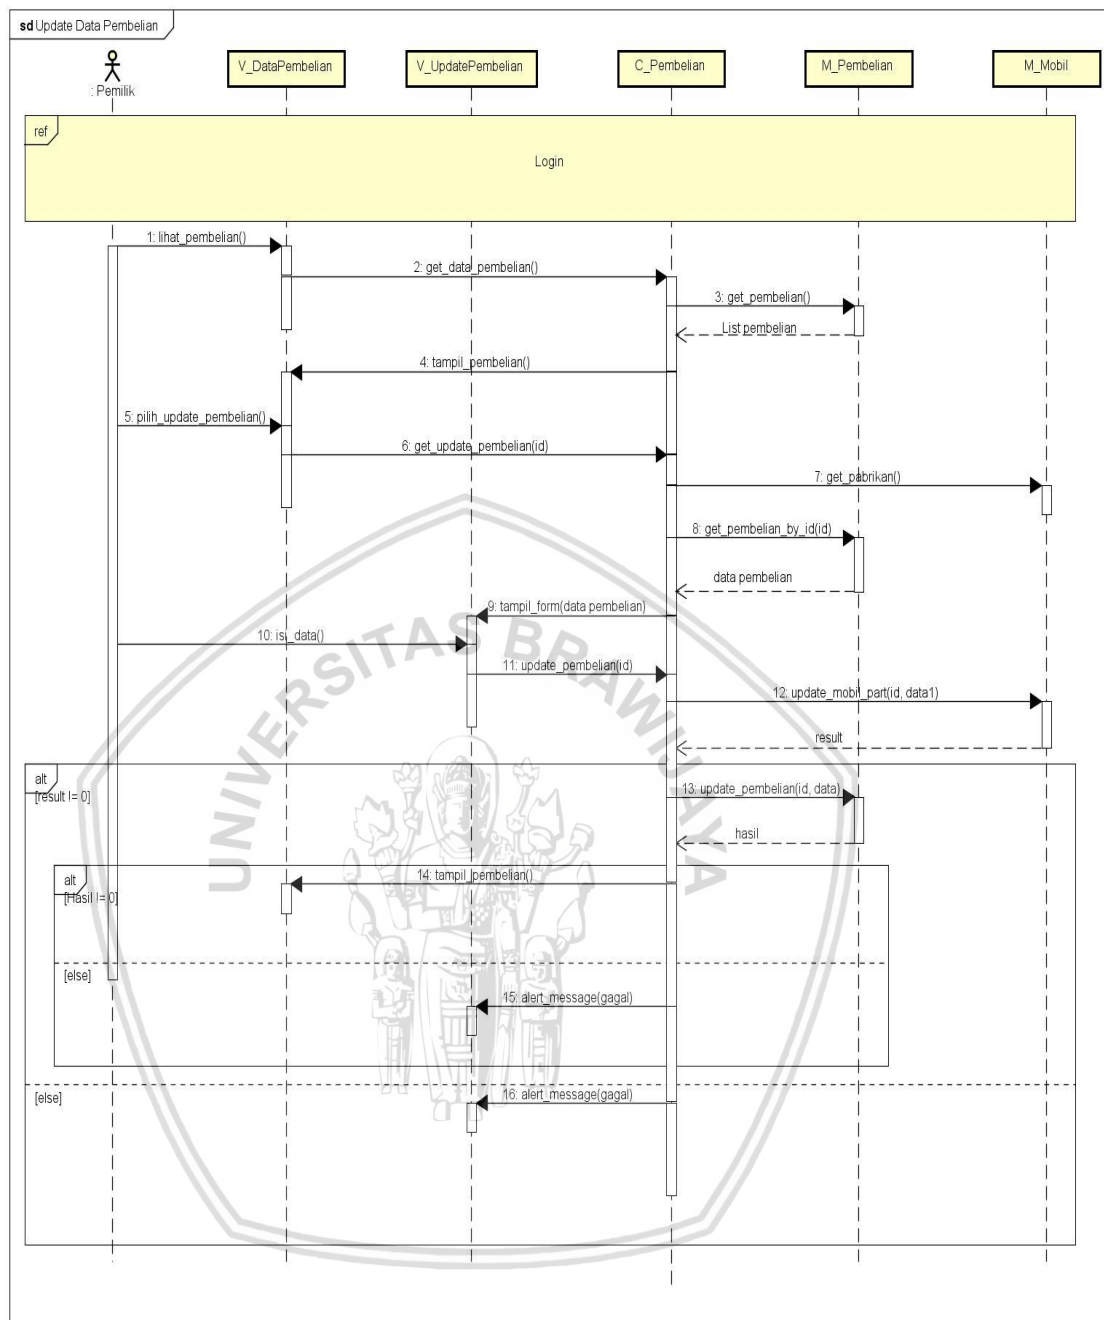 sd Update Data Pembelian
: Pemilik
V_DataPembelian
V_UpdatePembelian
C_Pembelian
M_Pembelian
M_Mobil
ref
Login
1: lihat_pembelian()
2: get_data_pembelian()
3: get_pembelian()
List pembelian
4: tampil_pembelian()
5: pilih_update_pembelian()
6: get_update_pembelian(id)
7: get_pabrikan()
8: get_pembelian_by_id(id)
data pembelian
9: tampil_form(data pembelian)
10: isi_data()
11: update_pembelian(id)
12: update_mobil_part(id, data1)
result
alt
[result != 0]
13: update_pembelian(id, data)
hasil
alt
[Hasil != 0]
14: tampil_pembelian()
[else]
15: alert_message(gagal)
[else]
16: alert_message(gagal)
UNIVERSITAS BRAWIJAYA